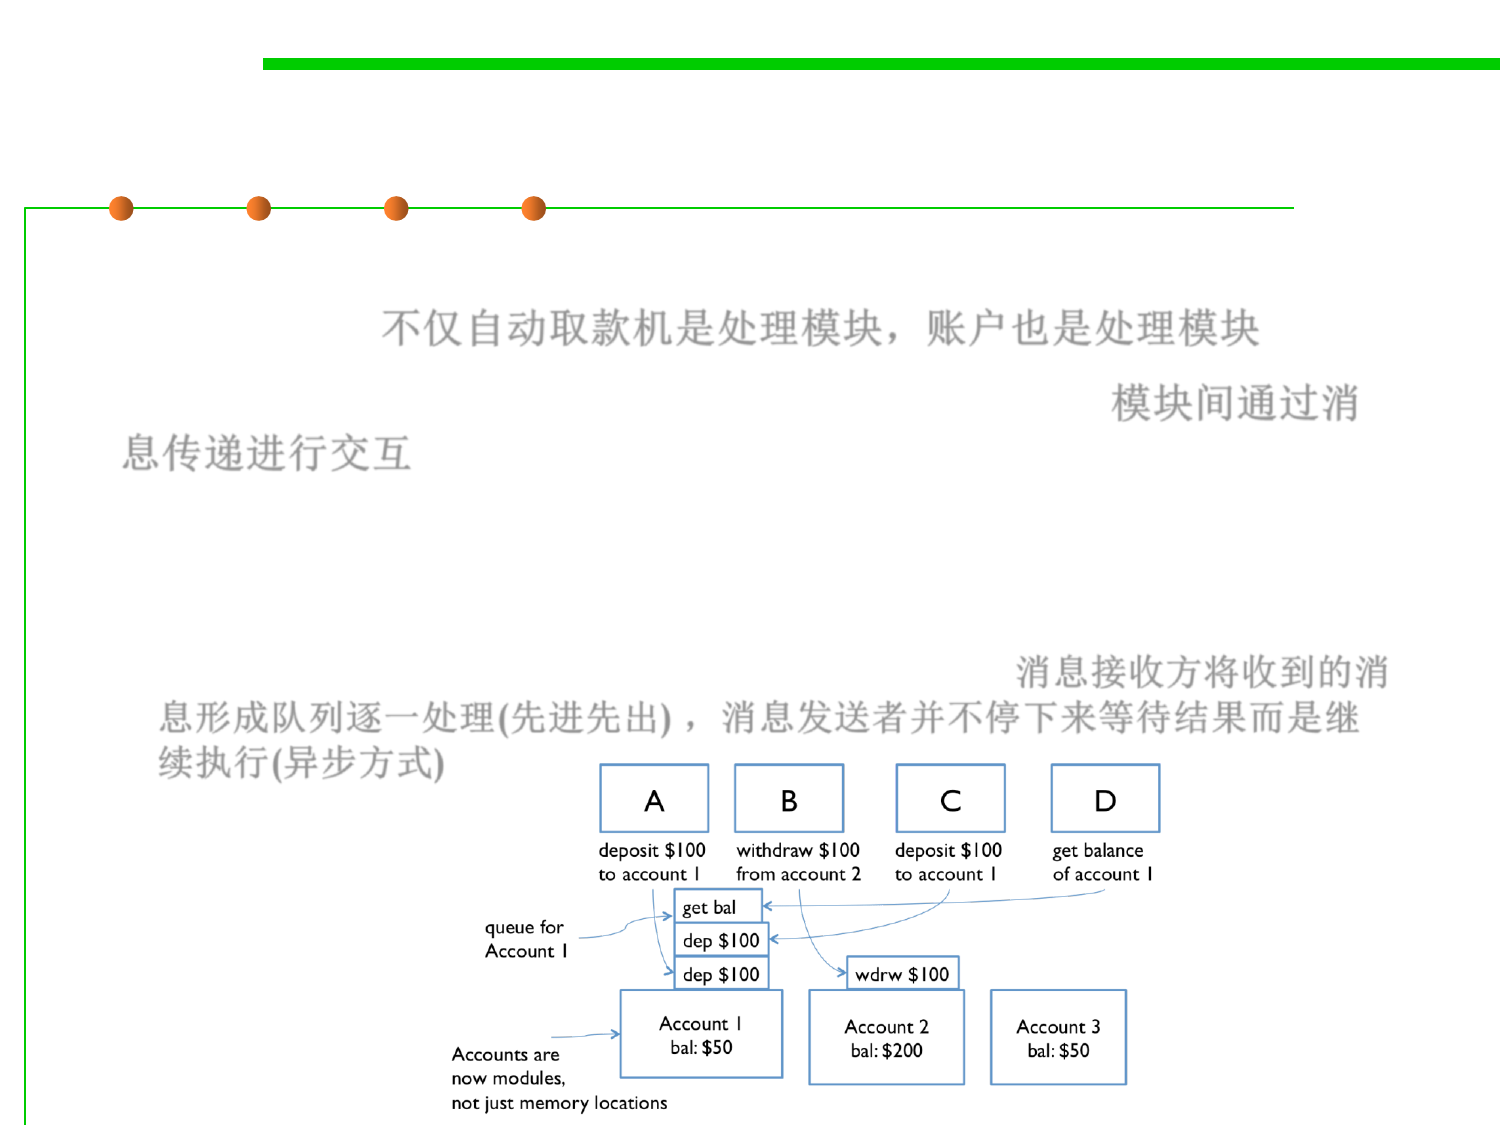 不仅自动取款机是处理模块，账户也是处理模块
模块间通过消
息传递进行交互
消息接收方将收到的消
息形成队列逐一处理(先进先出)，消息发送者并不停下来等待结果而是继
续执行(异步方式)
A B C D
deposit $100 withdraw $100 deposit $100 get balance
to account 1 from account 2 to account 1 of account 1
get bal
queue for
Account 1
dep $100
dep $100 wdrw $100
Account 1 Account 2 Account 3
bal: $50 bal: $200 bal: $50
Accounts are
now modules,
not just memory locations